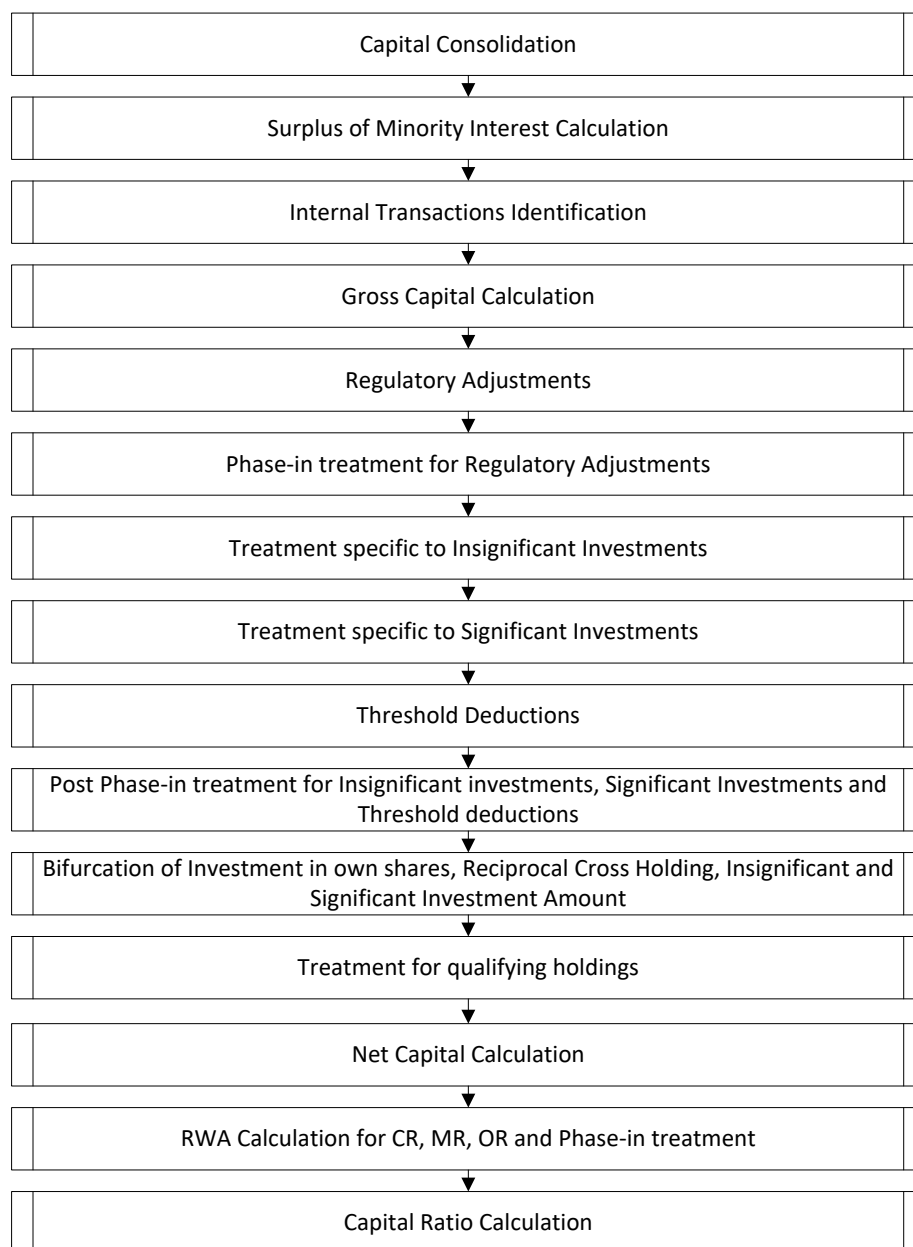 Capital Consolidation
Surplus of Minority Interest Calculation
Internal Transactions Identification
Gross Capital Calculation
Regulatory Adjustments
Phase-in treatment for Regulatory Adjustments
Treatment specific to Insignificant Investments
Treatment specific to Significant Investments
Threshold Deductions
Post Phase-in treatment for Insignificant investments, Significant Investments and
Threshold deductions
Bifurcation of Investment in own shares, Reciprocal Cross Holding, Insignificant and
Significant Investment Amount
Treatment for qualifying holdings
Net Capital Calculation
RWA Calculation for CR, MR, OR and Phase-in treatment
Capital Ratio Calculation